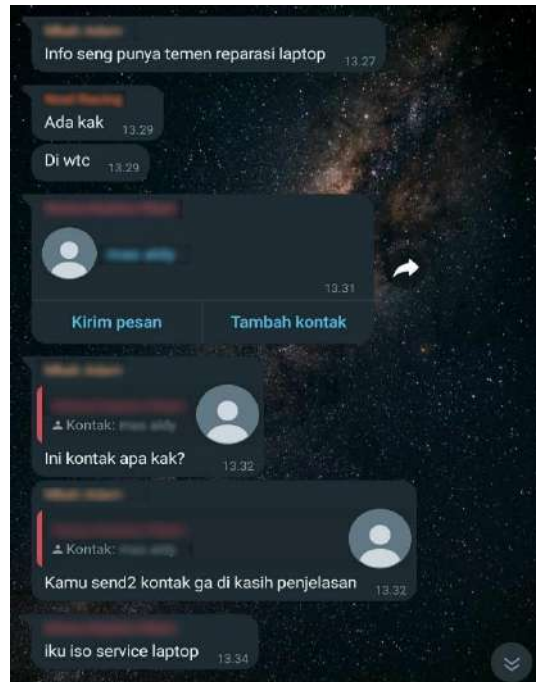 Info seng punya temen reparasi laptop 13.27
Ada kak 13.29
Di wtc 13.29
13.31
Kirim pesan Tambah kontak
Kontak:
Ini kontak apa kak? 13.32
Kontak:
Kamu send2 kontak ga di kasih penjelasan 13.32
iku iso service laptop 13.34